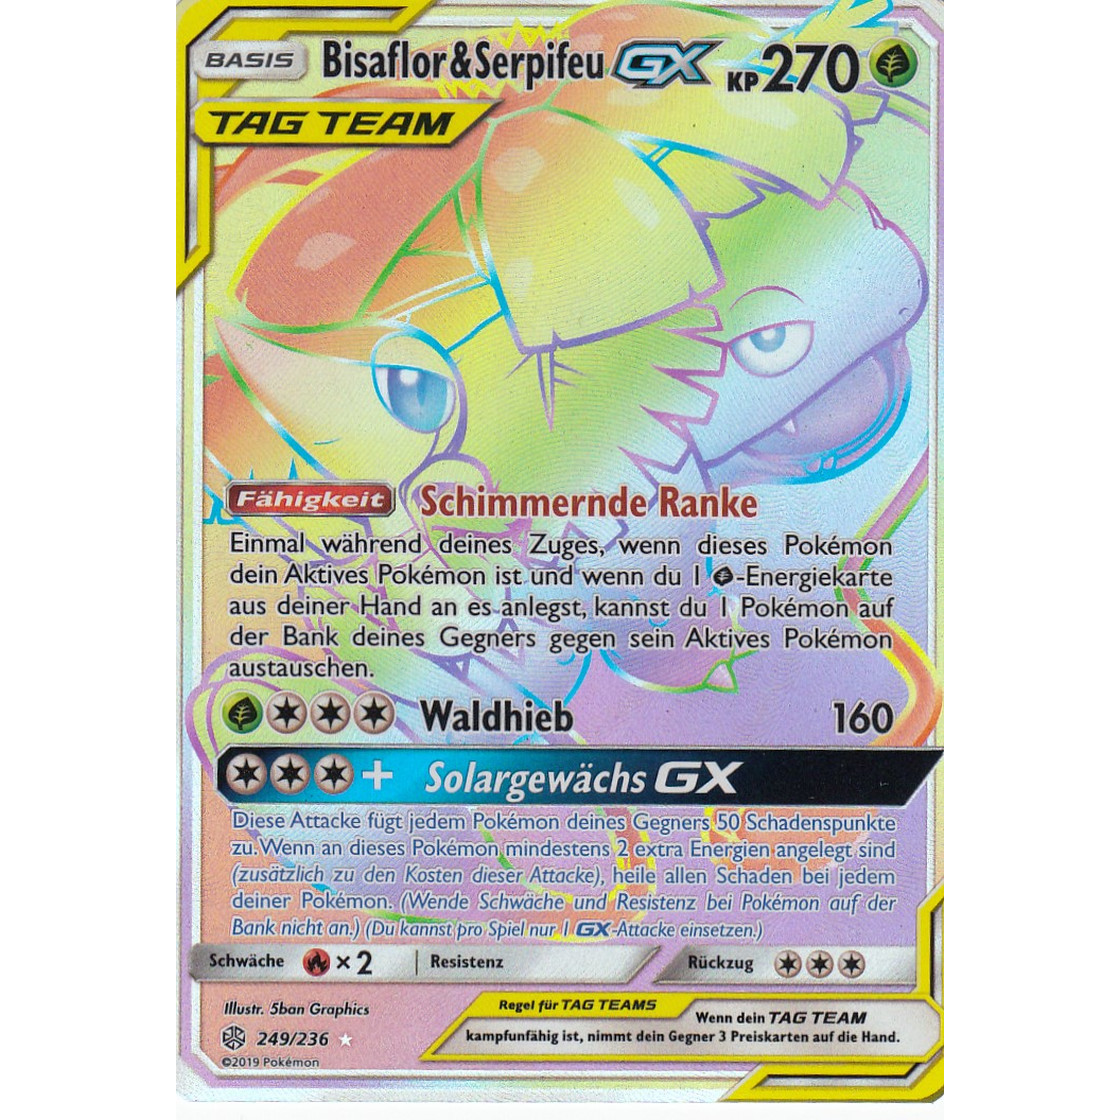 BASIS Bisaflor&Serpifeu GX KP 270
TAG TEAM
Fähigkeit Schimmernde Ranke
Einmal während deines Zuges, wenn dieses Pokémon
dein Aktives Pokémon ist und wenn du 1 -Energiekarte
aus deiner Hand an es anlegst, kannst du 1 Pokémon auf
der Bank deines Gegners gegen sein Aktives Pokémon
austauschen.
Waldhieb 160
+ Solargewächs GX
Diese Attacke fügt jedem Pokémon deines Gegners 50 Schadenspunkte
zu. Wenn an dieses Pokémon mindestens 2 extra Energien angelegt sind
(zusätzlich zu den Kosten dieser Attacke), heile allen Schaden bei jedem
deiner Pokémon. (Wende Schwäche und Resistenz bei Pokémon auf der
Bank nicht an.) (Du kannst pro Spiel nur 1 GX-Attacke einsetzen.)
Schwäche ×2 Resistenz Rückzug
Illustr. 5ban Graphics
249/236
©2019 Pokémon
Regel für TAG TEAMS Wenn dein TAG TEAM
kampfunfähig ist, nimmt dein Gegner 3 Preiskarten auf die Hand.